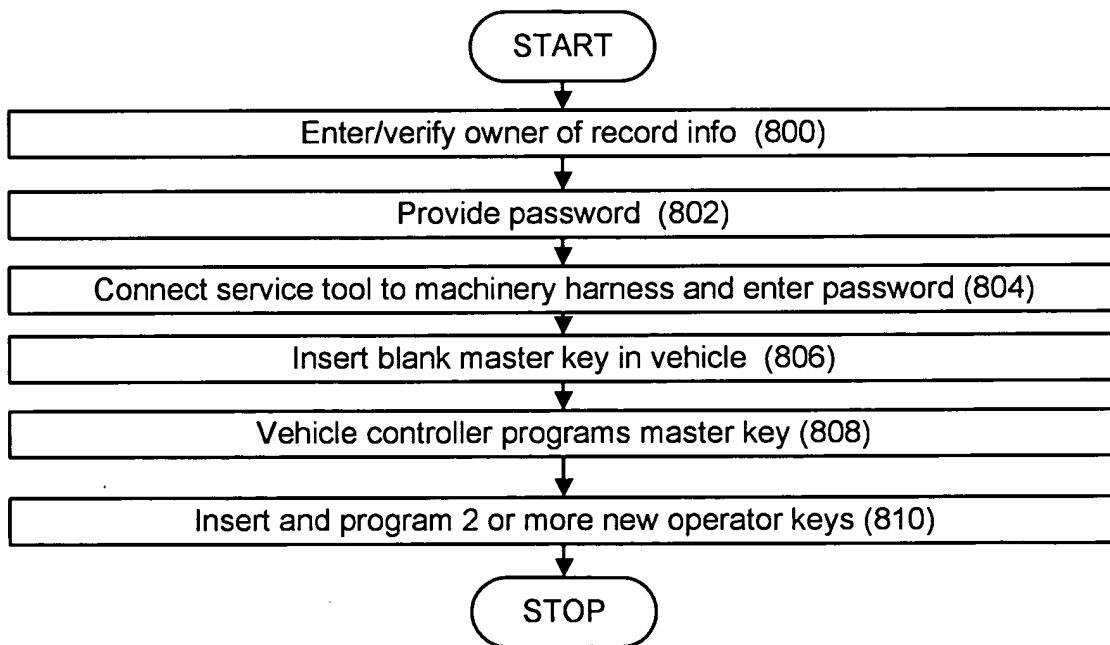 START
Enter/verify owner of record info (800)
Provide password (802)
Connect service tool to machinery harness and enter password (804)
Insert blank master key in vehicle (806)
Vehicle controller programs master key (808)
Insert and program 2 or more new operator keys (810)
STOP